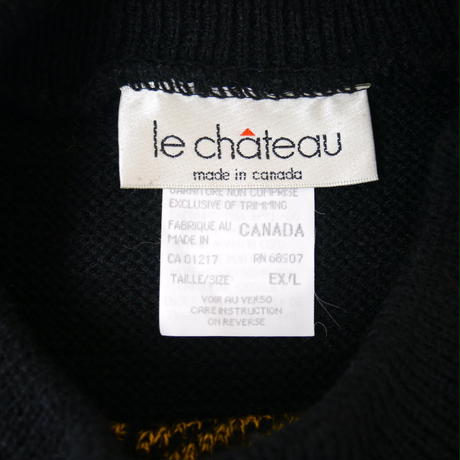 le château
made in canada
GARNITURE NON COMPRISE
EXCLUSIVE OF TRIMMING
FABRIQUE AU CANADA
MADE IN
CA 01217 RN 68907
TAILLE/SIZE EX/L
VOIR AU VERSO
CARE INSTRUCTION
ON REVERSE